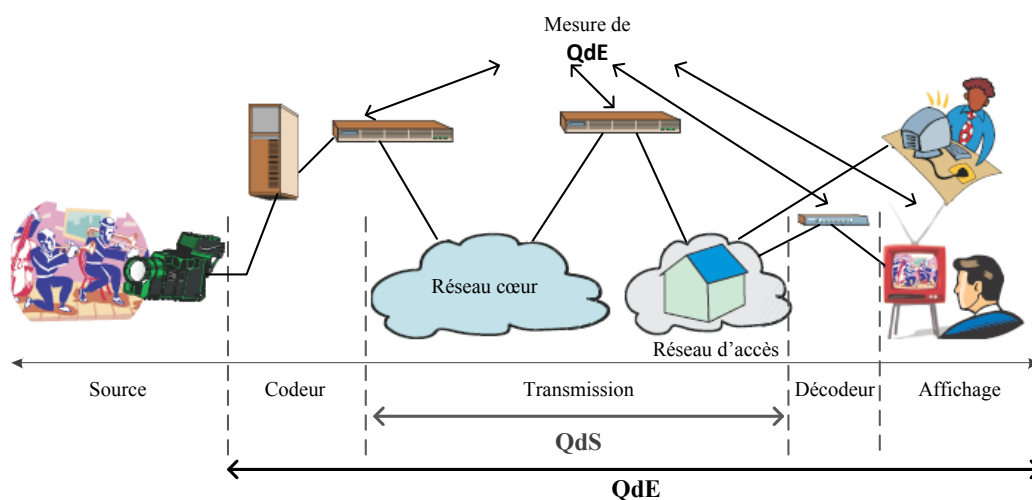 Mesure de
QdE
Réseau cœur
Réseau d'accès
Source
Codeur
Transmission
Décodeur
Affichage
QdS
QdE